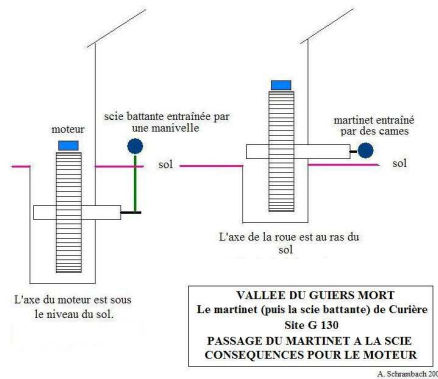 moteur
scie battante entraînée par
une manivelle
sol
L'axe du moteur est sous
le niveau du sol.
martinet entraîné
par des cames
sol
L'axe de la roue est au ras du
sol
VALLEE DU GUIERS MORT
Le martinet (puis la scie battante) de Curière
Site G 130
PASSAGE DU MARTINET A LA SCIE
CONSEQUENCES POUR LE MOTEUR
A. Schrambach